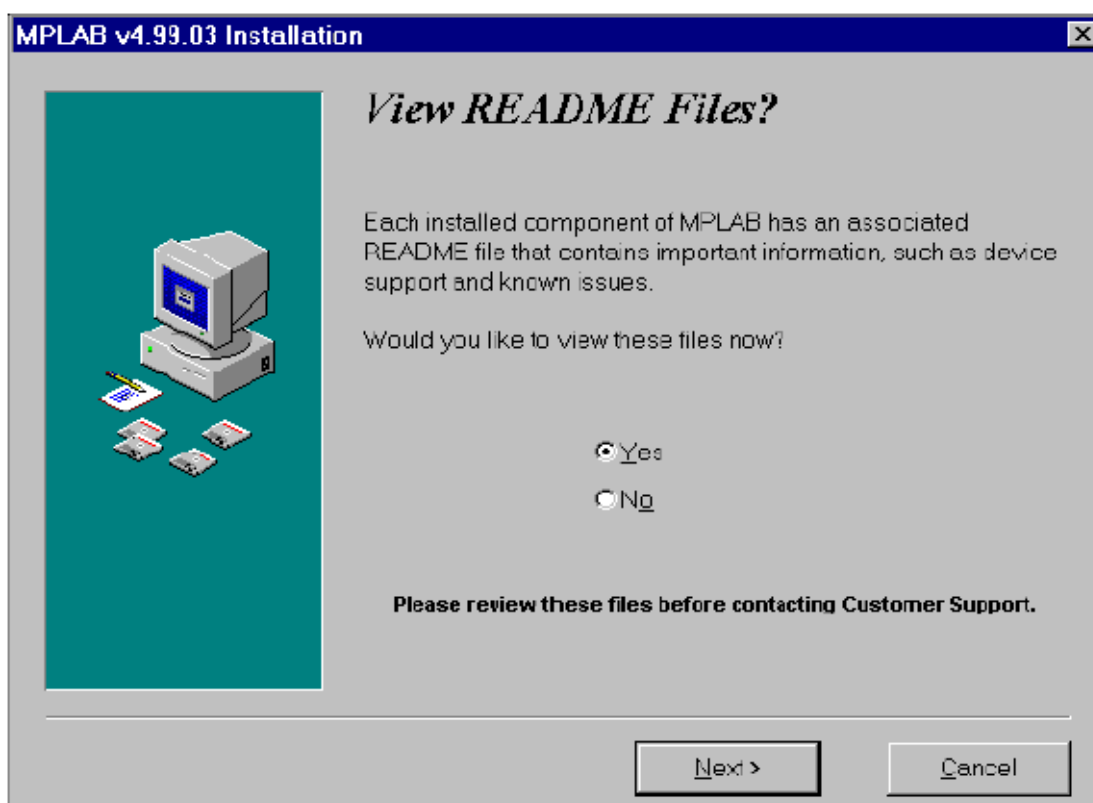 MPLAB v4.99.03 Installation
View README Files?
Each installed component of MPLAB has an associated
README file that contains important information, such as device
support and known issues.
Would you like to view these files now?
Yes
No
Please review these files before contacting Customer Support.
Next >
Cancel